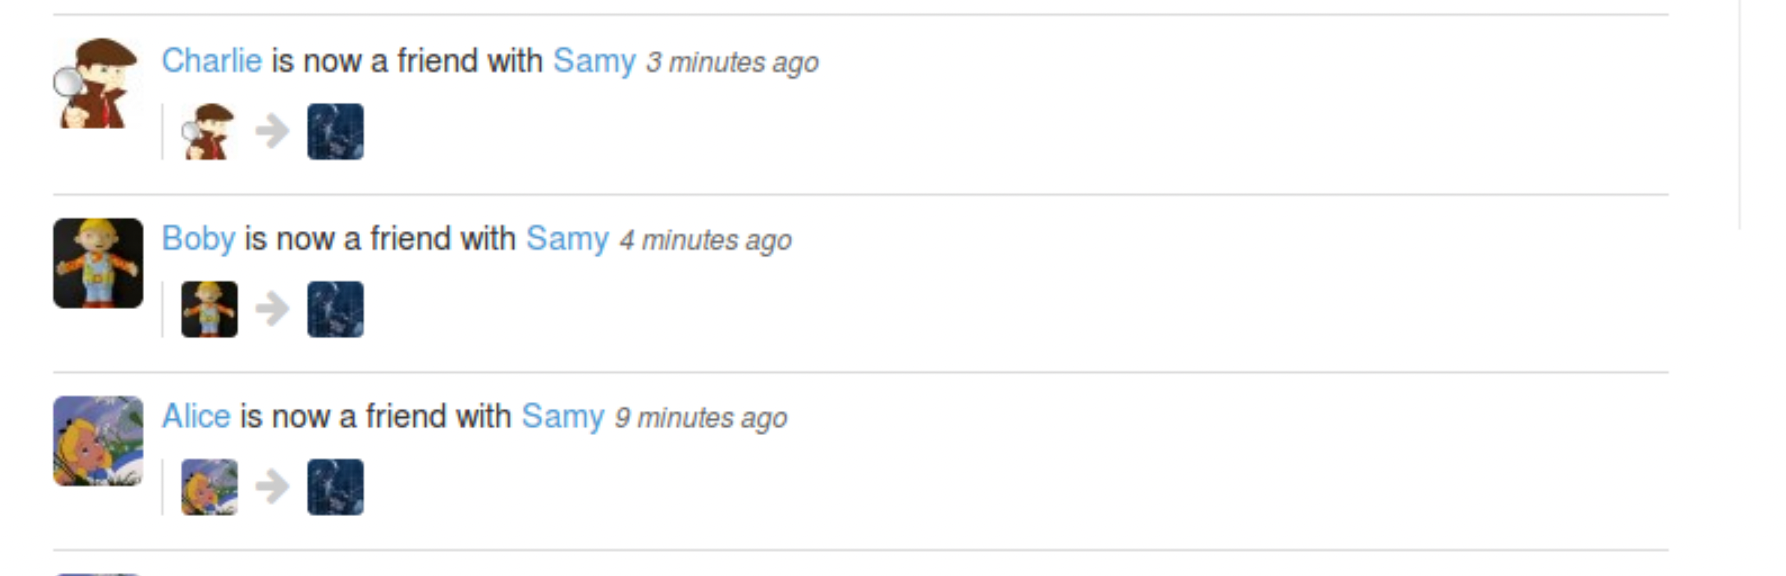 Charlie is now a friend with Samy 3 minutes ago
Boby is now a friend with Samy 4 minutes ago
Alice is now a friend with Samy 9 minutes ago